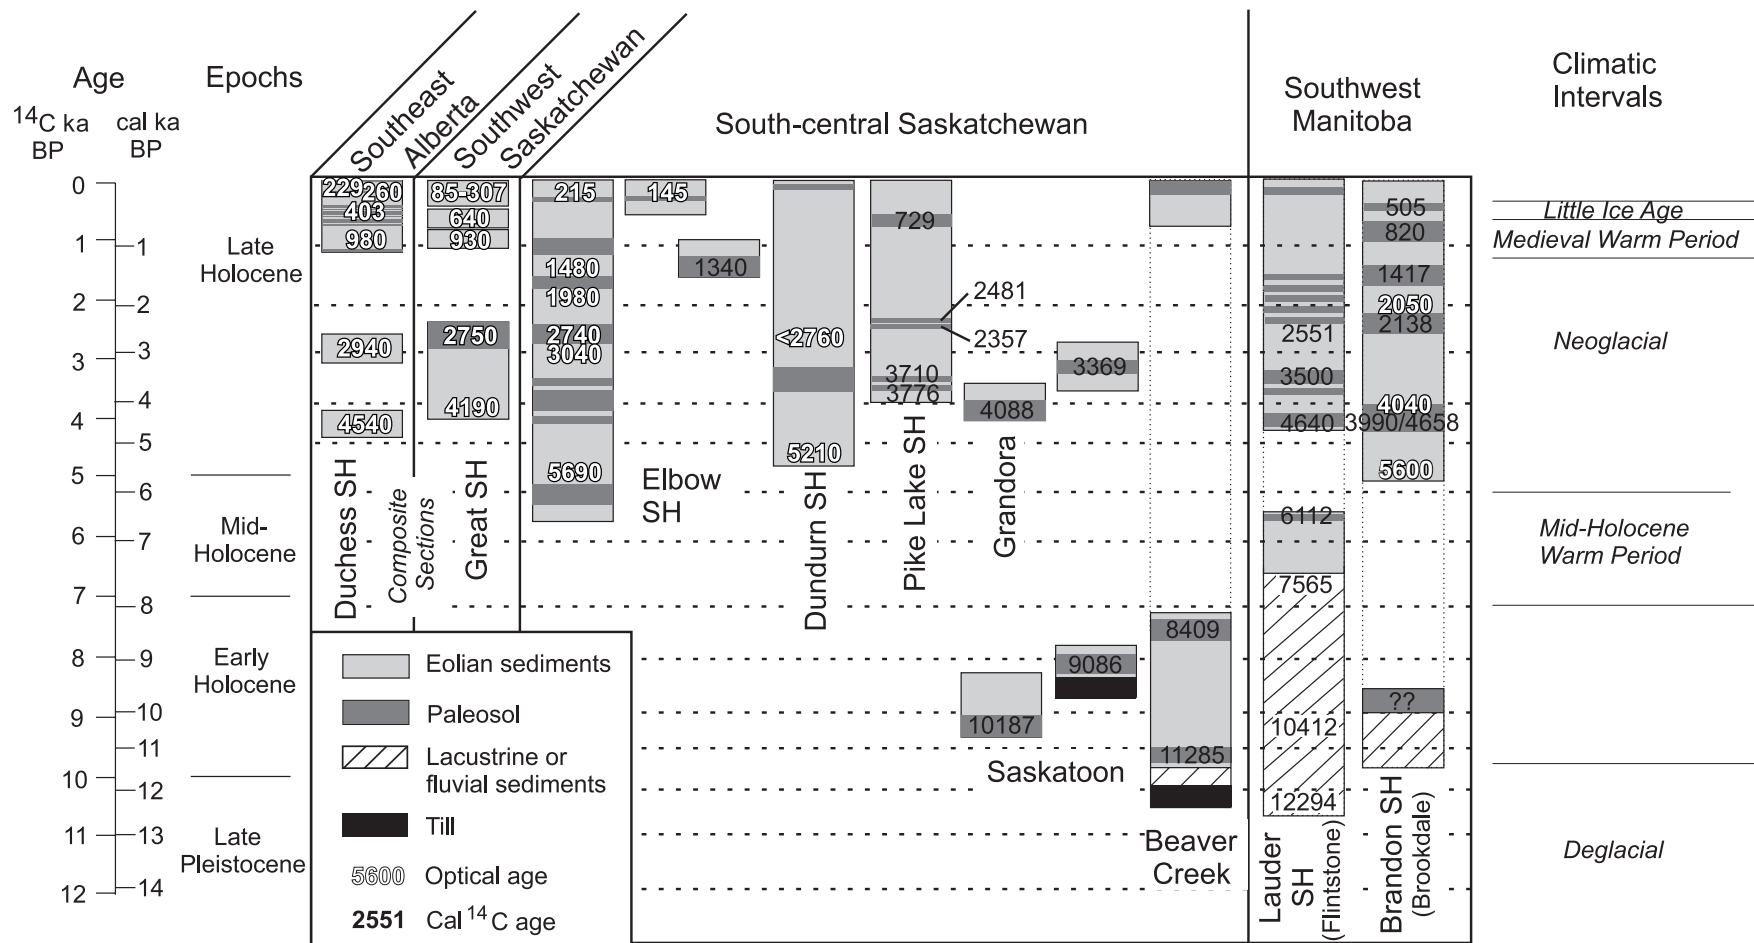 Age
Epochs
14C ka
BP
cal ka
BP
Southeast
Alberta
Southwest
Saskatchewan
South-central Saskatchewan
Southwest
Manitoba
Climatic
Intervals
0
1
2
3
4
5
6
7
8
9
10
11
12
1
2
3
4
5
6
7
8
9
10
11
12
13
14
Late
Holocene
Mid-
Holocene
Early
Holocene
Late
Pleistocene
229
260
403
980
2940
4540
Duchess SH
Composite
Sections
85-307
640
930
2750
4190
Great SH
215
1480
1980
2740
3040
5690
145
1340
Elbow
SH
<2760
5210
Dundurn SH
729
2481
2357
3710
3776
Pike Lake SH
4088
Grandora
3369
10187
9086
Saskatoon
8409
11285
Beaver
Creek
2551
3500
4640
6112
7565
10412
12294
Lauder
SH
(Flintstone)
505
820
1417
2050
2138
4040
3990/4658
5600
??
Brandon SH
(Brookdale)
Little Ice Age
Medieval Warm Period
Neoglacial
Mid-Holocene
Warm Period
Deglacial
Eolian sediments
Paleosol
Lacustrine or
fluvial sediments
Till
5600 Optical age
2551 Cal 14C age